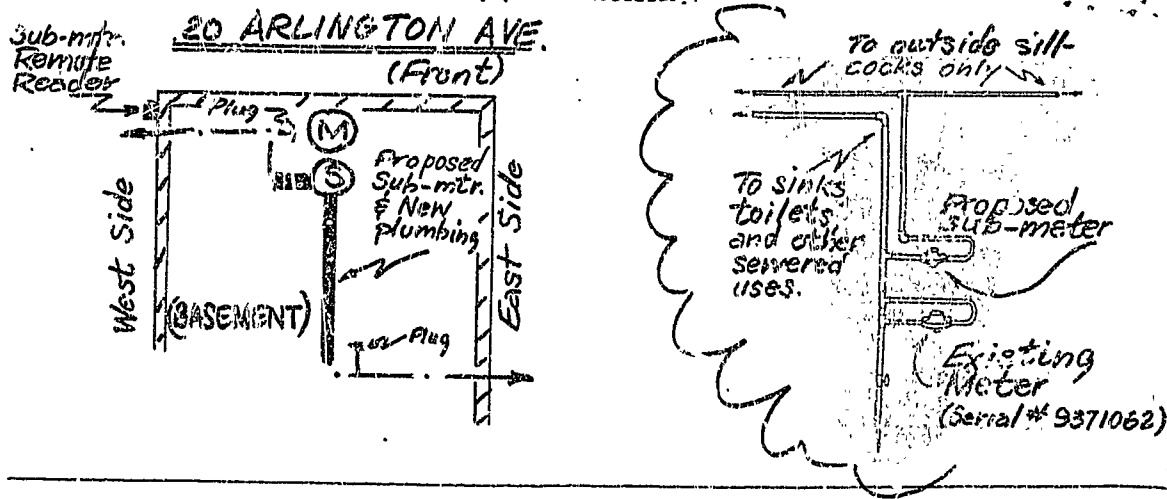 20 ARLINGTON AVE.
(Front)
Sub-mtr.
Remote
Reader
Plug
M
S
Proposed
Sub-mtr.
& New
plumbing
West Side
(BASEMENT)
East Side
Plug
To outside sill-
cocks only
To sinks
toilets
and other
sewered
uses.
Proposed
Sub-meter
Existing
Meter
(Serial # 9371062)